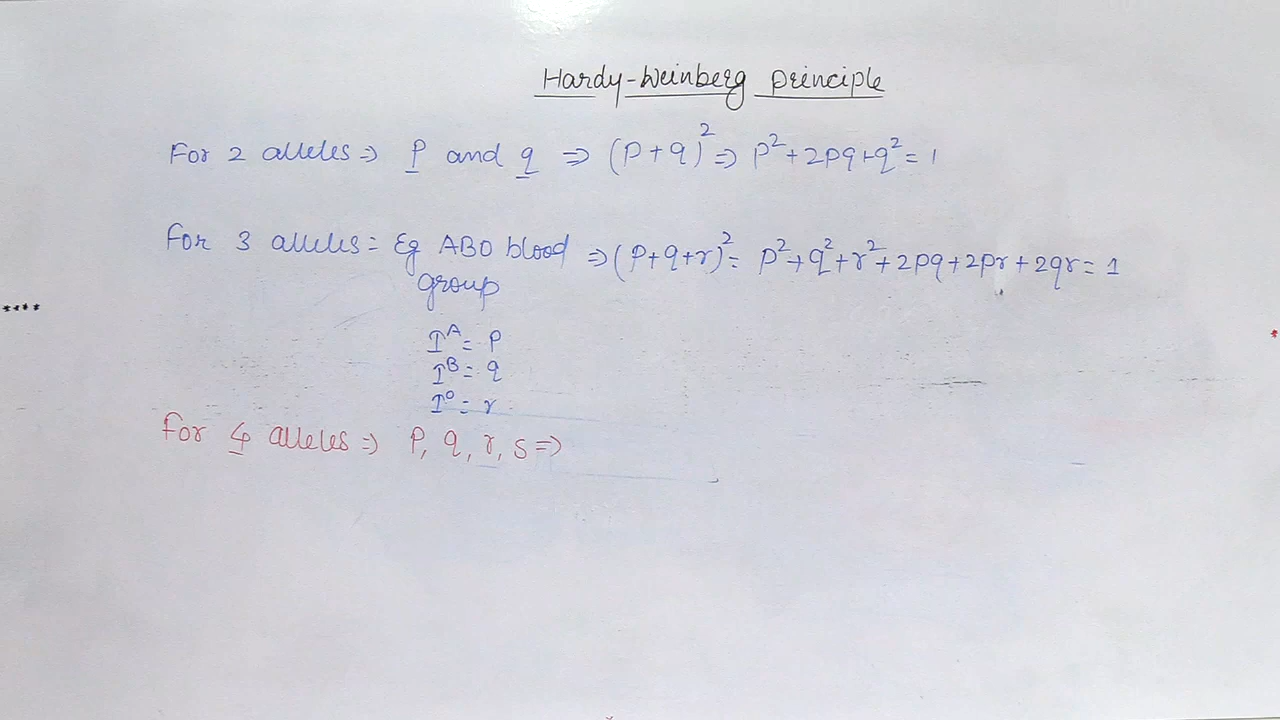 Hardy-Weinberg principle
For 2 alleles ⇒ p and q ⇒ (p+q)² ⇒ p²+2pq+q² = 1
For 3 alleles = Eg ABO blood group ⇒ (p+q+r)² = p²+q²+r²+2pq+2pr+2qr = 1
Iᴬ = p
Iᴮ = q
Iᴼ = r
For 4 alleles ⇒ p, q, r, s ⇒